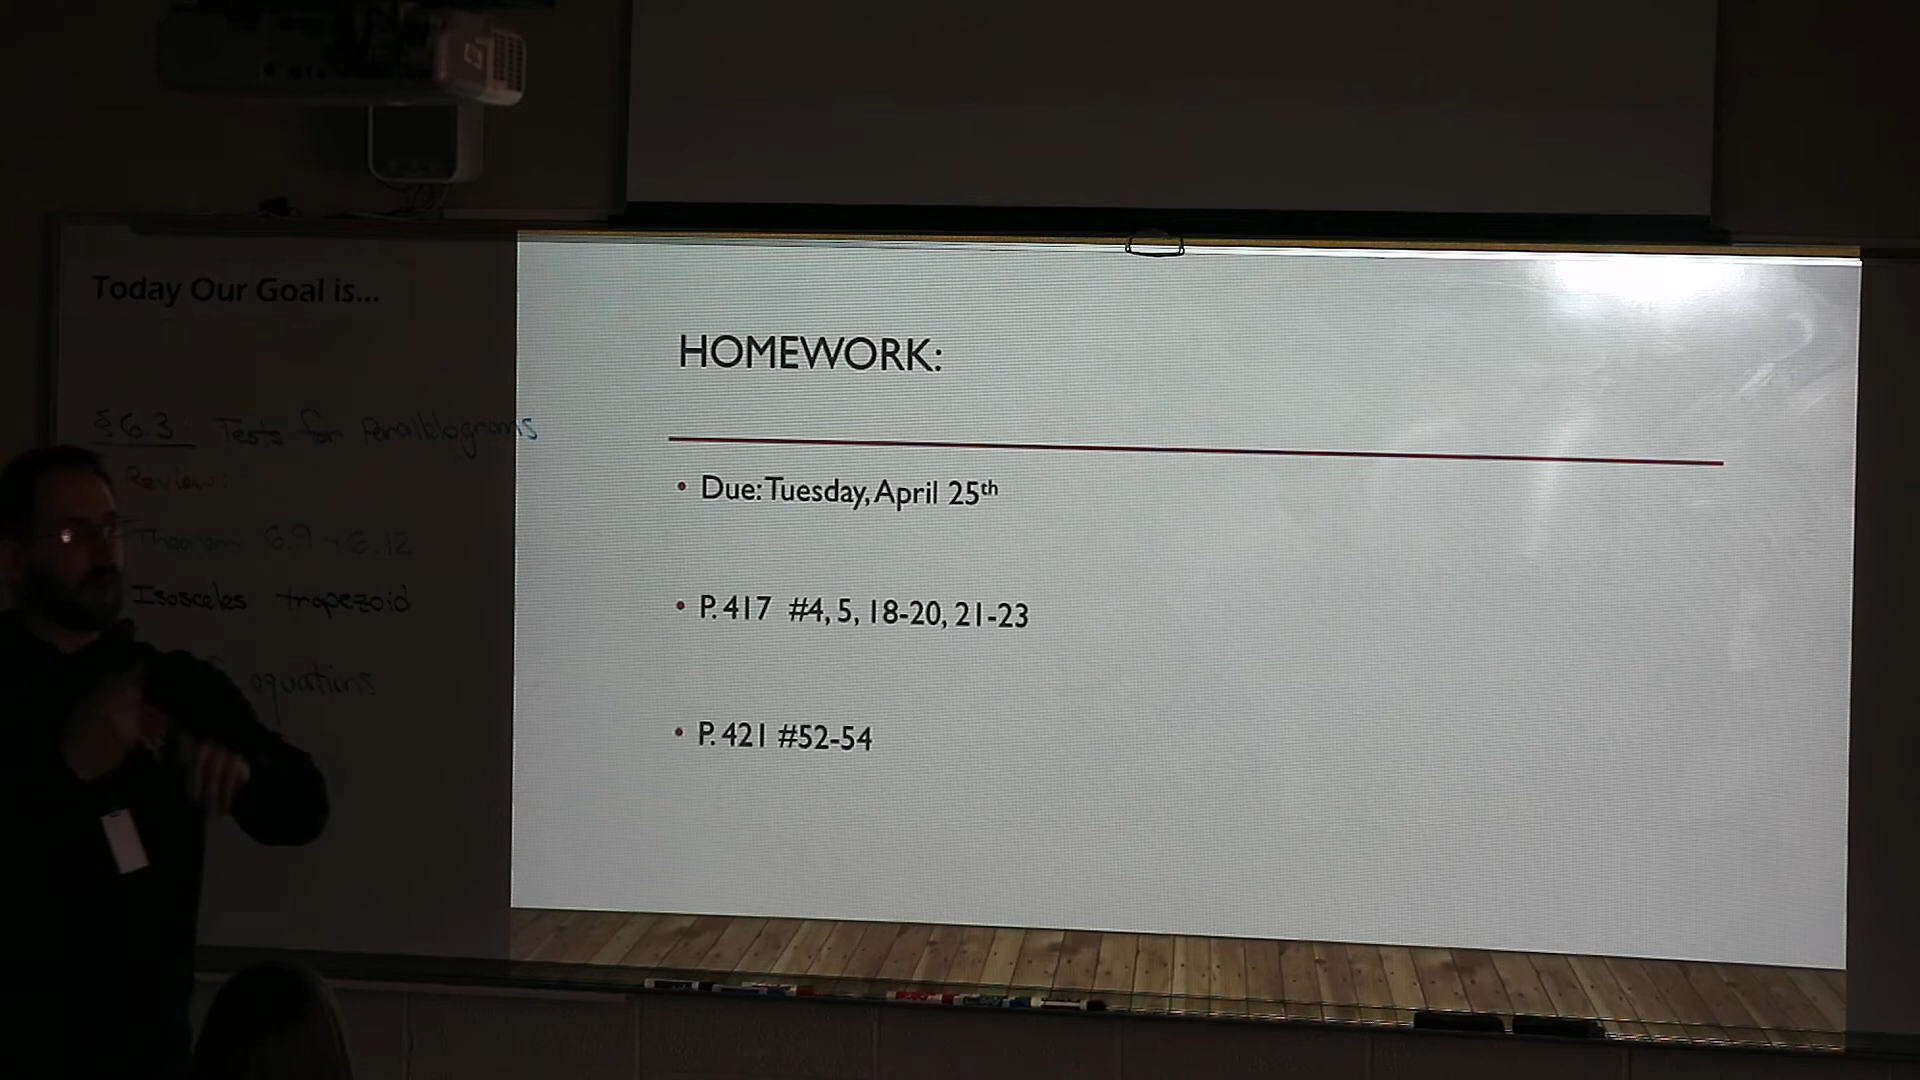 Today Our Goal is...
§6.3: Tests for Parallelograms
Review:
Theorem 6.9 - 6.12
Isosceles trapezoid
equations
HOMEWORK:
• Due: Tuesday, April 25th
• P. 417 #4, 5, 18-20, 21-23
• P. 421 #52-54